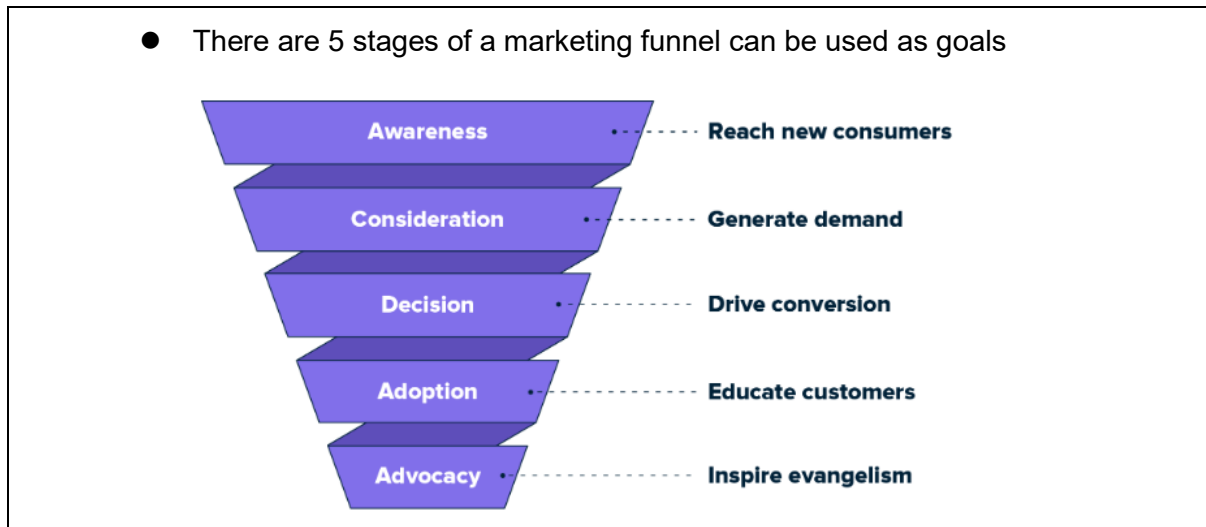 ● There are 5 stages of a marketing funnel can be used as goals
Awareness Reach new consumers
Consideration Generate demand
Decision Drive conversion
Adoption Educate customers
Advocacy Inspire evangelism